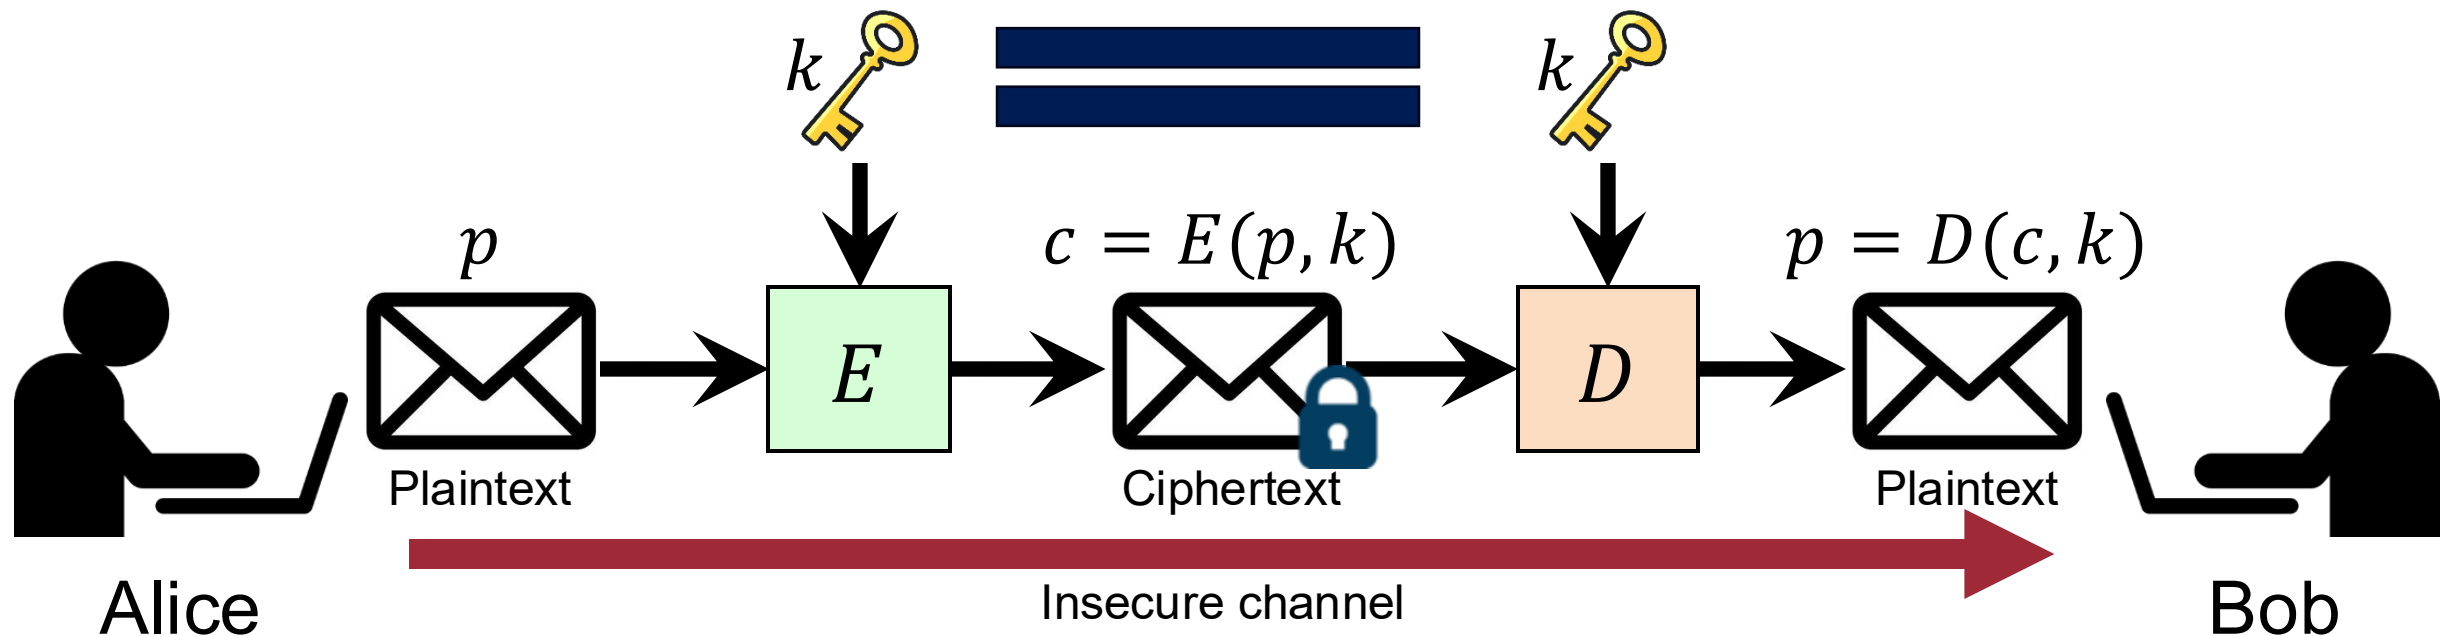 k
k
p
c = E(p, k)
p = D(c, k)
E
D
Plaintext
Ciphertext
Plaintext
Insecure channel
Alice
Bob